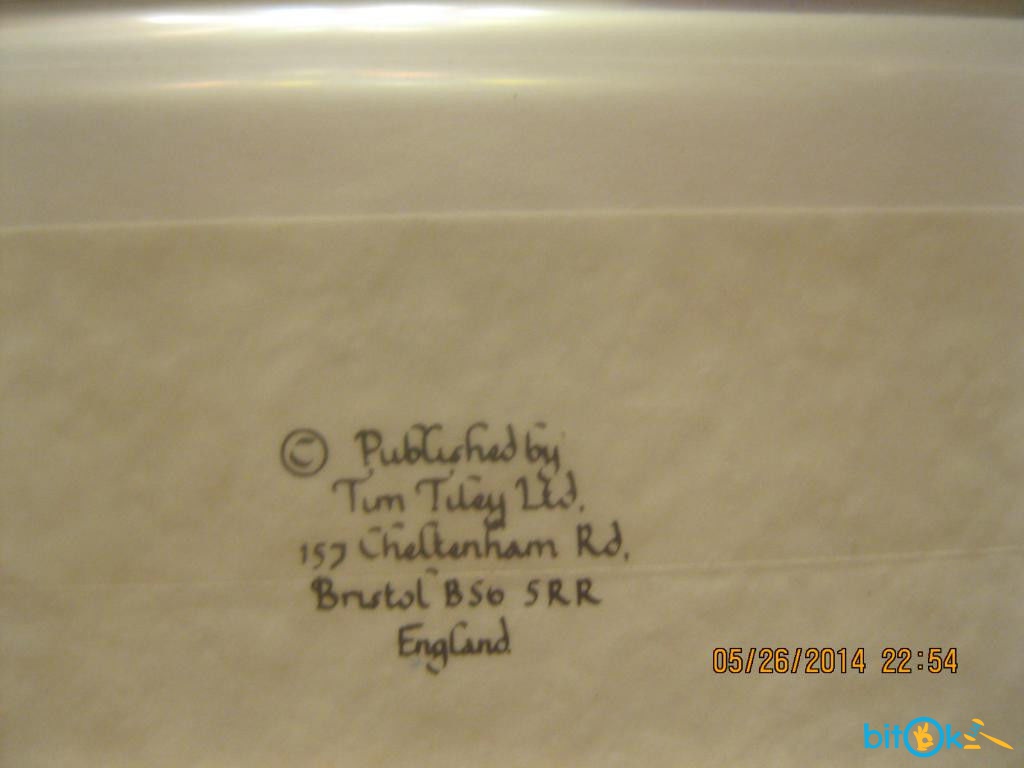 © Published by
Tim Tiley Ltd.
157 Cheltenham Rd.
Bristol BS6 5RR
England
05/26/2014 22:54
bitok